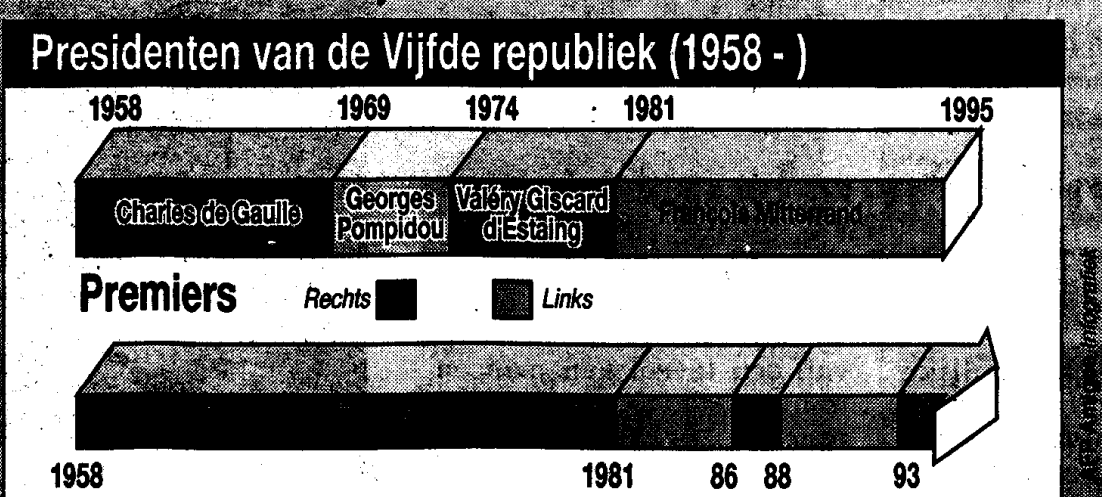 Presidenten van de Vijfde republiek (1958 - )
1958 1969 1974 1981 1995
Charles de Gaulle
Georges
Pompidou
Valéry Giscard
d'Estaing
François Mitterrand
Premiers
Rechts
Links
1958 1981 86 88 93